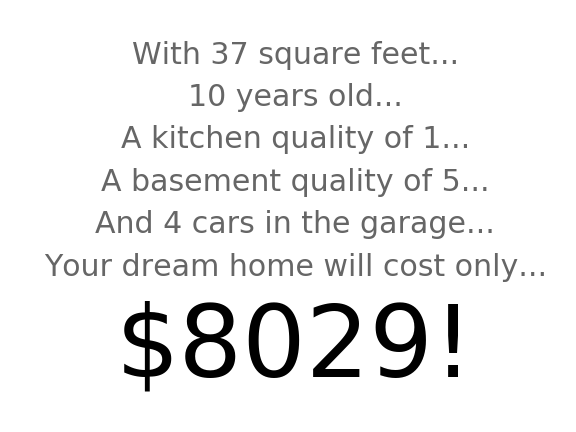 With 37 square feet...
10 years old...
A kitchen quality of 1...
A basement quality of 5...
And 4 cars in the garage...
Your dream home will cost only...
$8029!